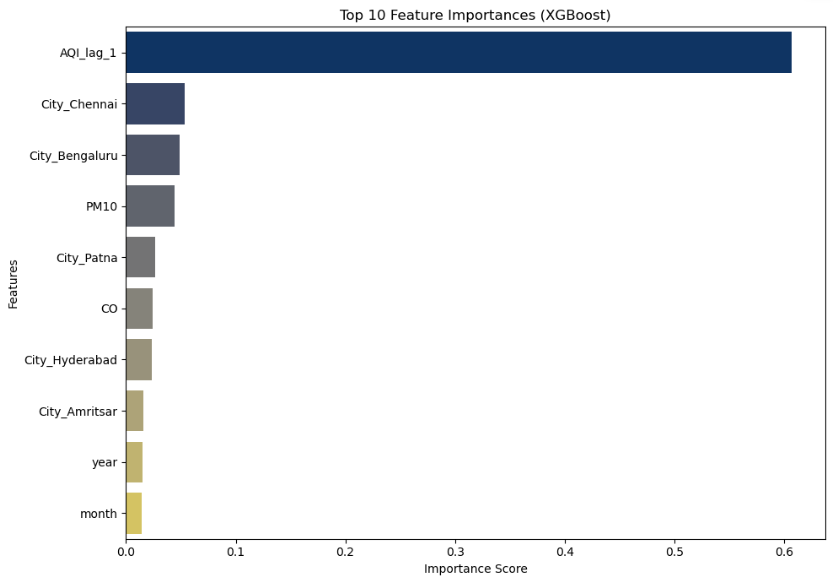 Top 10 Feature Importances (XGBoost)
AQI_lag_1
City_Chennai
City_Bengaluru
PM10
City_Patna
CO
City_Hyderabad
City_Amritsar
year
month
Features
0.0 0.1 0.2 0.3 0.4 0.5 0.6
Importance Score